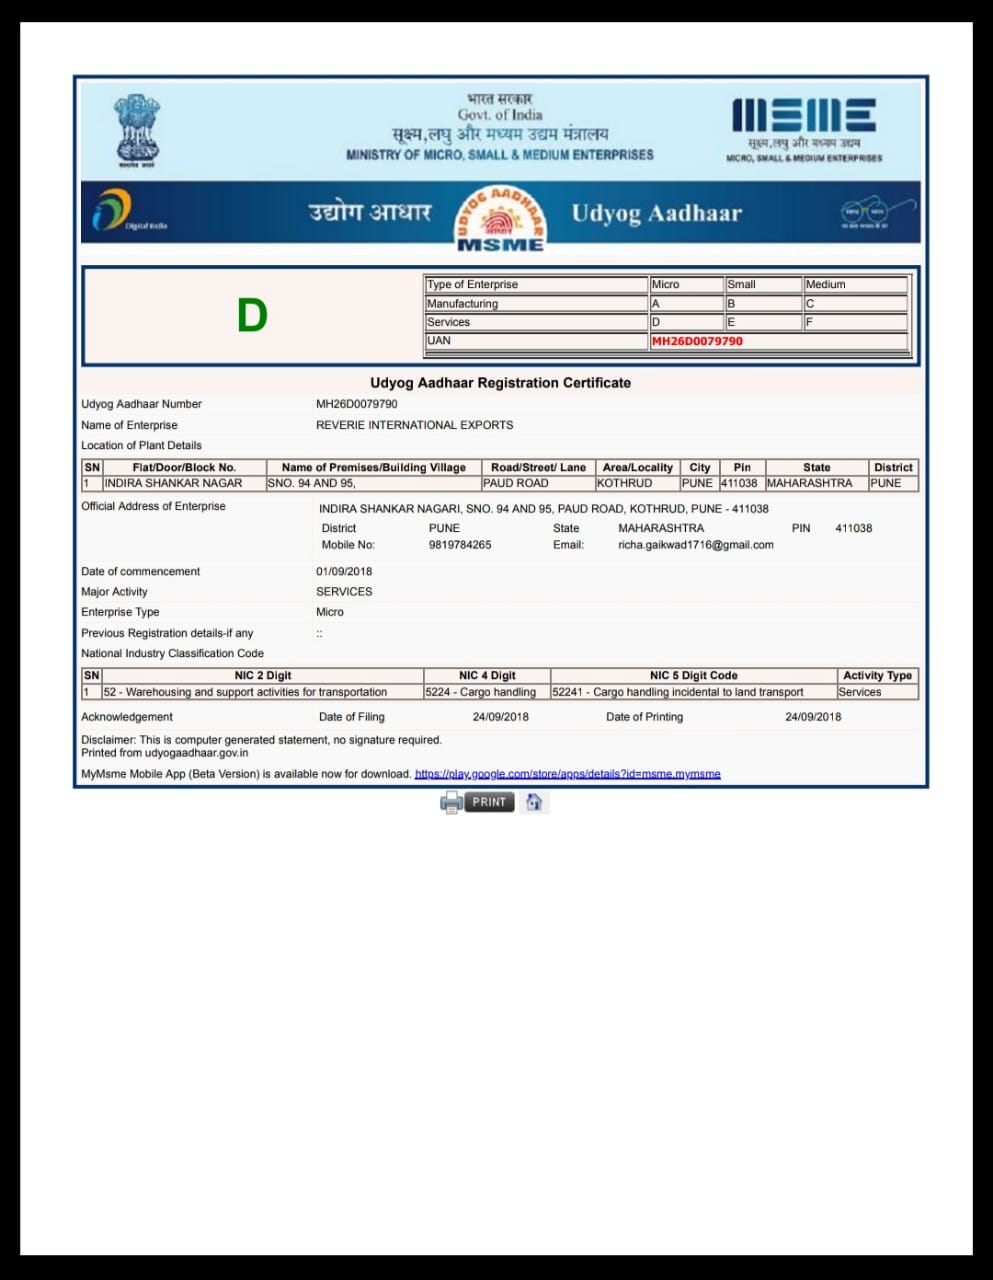 भारत सरकार
Govt. of India
सूक्ष्म,लघु और मध्यम उद्यम मंत्रालय
MINISTRY OF MICRO, SMALL & MEDIUM ENTERPRISES
msme
सूक्ष्म,लघु और मध्यम उद्यम
MICRO, SMALL & MEDIUM ENTERPRISES
Digital India
उद्योग आधार
UDYOG AADHAAR
आधार
MSME
Udyog Aadhaar
D
Type of Enterprise Micro Small Medium
Manufacturing A B C
Services D E F
UAN MH26D0079790
Udyog Aadhaar Registration Certificate
Udyog Aadhaar Number MH26D0079790
Name of Enterprise REVERIE INTERNATIONAL EXPORTS
Location of Plant Details
SN Flat/Door/Block No. Name of Premises/Building Village Road/Street/ Lane Area/Locality City Pin State District
1 INDIRA SHANKAR NAGAR SNO. 94 AND 95, PAUD ROAD KOTHRUD PUNE 411038 MAHARASHTRA PUNE
Official Address of Enterprise INDIRA SHANKAR NAGARI, SNO. 94 AND 95, PAUD ROAD, KOTHRUD, PUNE - 411038
District PUNE State MAHARASHTRA PIN 411038
Mobile No: 9819784265 Email: richa.gaikwad1716@gmail.com
Date of commencement 01/09/2018
Major Activity SERVICES
Enterprise Type Micro
Previous Registration details-if any ::
National Industry Classification Code
SN NIC 2 Digit NIC 4 Digit NIC 5 Digit Code Activity Type
1 52 - Warehousing and support activities for transportation 5224 - Cargo handling 52241 - Cargo handling incidental to land transport Services
Acknowledgement Date of Filing 24/09/2018 Date of Printing 24/09/2018
Disclaimer: This is computer generated statement, no signature required.
Printed from udyogaadhaar.gov.in
MyMsme Mobile App (Beta Version) is available now for download. https://play.google.com/store/apps/details?id=msme.mymsme
PRINT